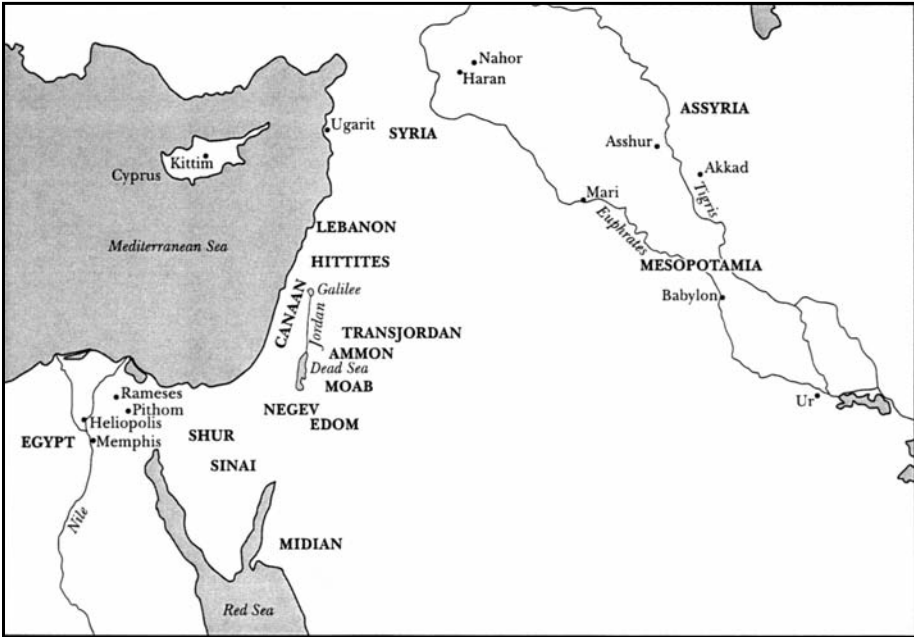 Nahor
Haran
ASSYRIA
Ugarit
SYRIA
Asshur
Kittim
Akkad
Cyprus
Mari
Tigris
LEBANON
Euphrates
Mediterranean Sea
HITTITES
MESOPOTAMIA
Galilee
Babylon
CANAAN
Jordan
TRANSJORDAN
AMMON
Dead Sea
MOAB
Rameses
Ur
Pithom
NEGEV
Heliopolis
EDOM
EGYPT
Memphis
SHUR
SINAI
Nile
MIDIAN
Red Sea